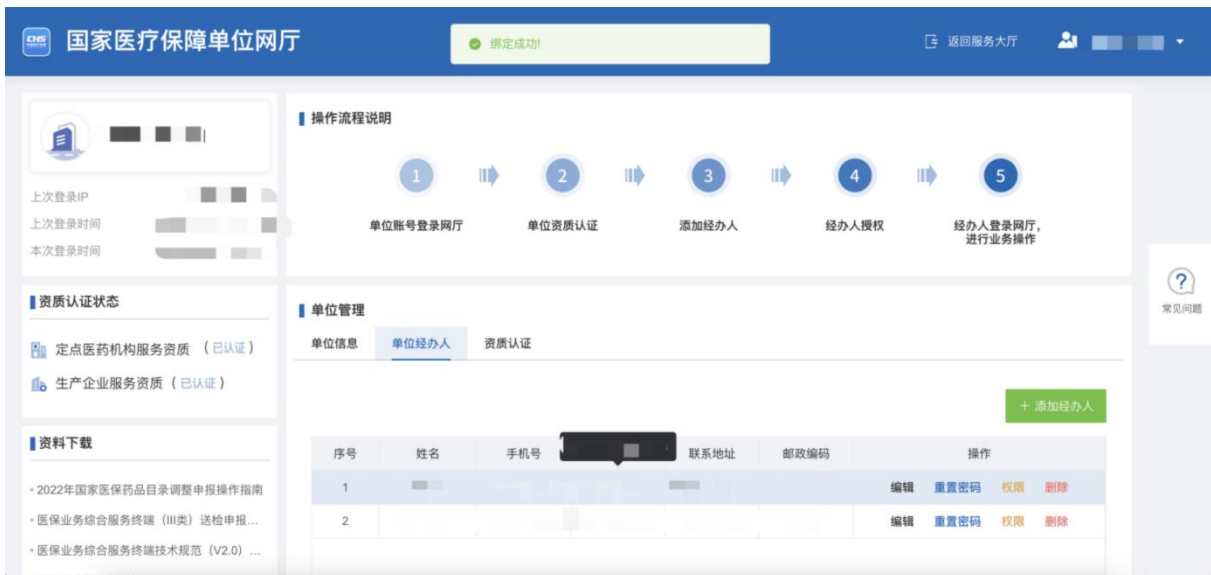 CHS
国家医疗保障单位网厅
绑定成功!
返回服务大厅
操作流程说明
1
2
3
4
5
单位账号登录网厅
单位资质认证
添加经办人
经办人授权
经办人登录网厅，
进行业务操作
上次登录IP
上次登录时间
本次登录时间
资质认证状态
定点医药机构服务资质 （已认证）
生产企业服务资质（已认证）
资料下载
2022年国家医保药品目录调整申报操作指南
医保业务综合服务终端（III类）送检申报...
医保业务综合服务终端技术规范（V2.0）...
单位管理
单位信息 单位经办人 资质认证
+ 添加经办人
序号 姓名 手机号 联系地址 邮政编码 操作
1 编辑 重置密码 权限 删除
2 编辑 重置密码 权限 删除
?
常见问题